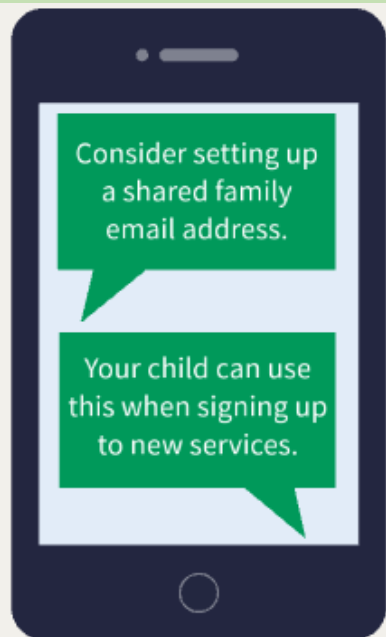 Consider setting up
a shared family
email address.
Your child can use
this when signing up
to new services.